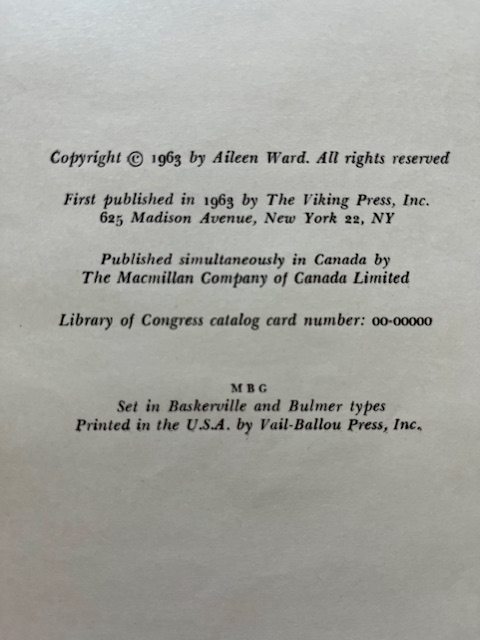 Copyright © 1963 by Aileen Ward. All rights reserved
First published in 1963 by The Viking Press, Inc.
625 Madison Avenue, New York 22, NY
Published simultaneously in Canada by
The Macmillan Company of Canada Limited
Library of Congress catalog card number: 00-00000
MBG
Set in Baskerville and Bulmer types
Printed in the U.S.A. by Vail-Ballou Press, Inc.